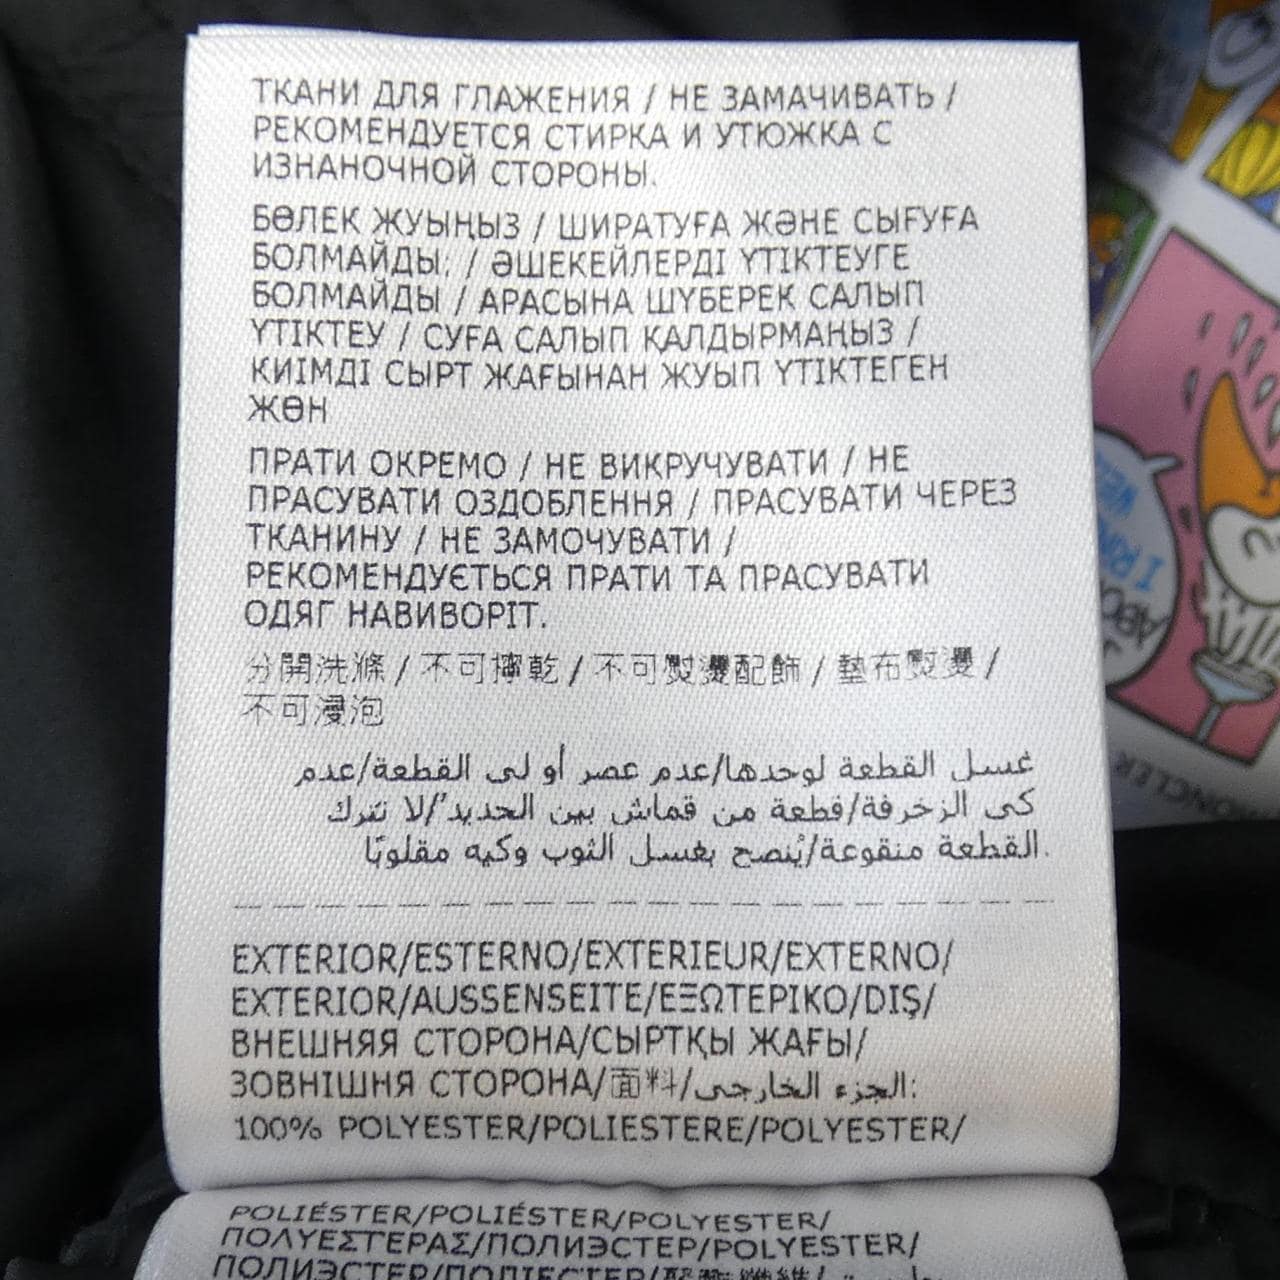 ТКАНИ ДЛЯ ГЛАЖЕНИЯ / НЕ ЗАМАЧИВАТЬ /
РЕКОМЕНДУЕТСЯ СТИРКА И УТЮЖКА С
ИЗНАНОЧНОЙ СТОРОНЫ.
БӨЛЕК ЖУЫҢЫЗ / ШИРАТУҒА ЖӘНЕ СЫҒУҒА
БОЛМАЙДЫ; / ӘШЕКЕЙЛЕРДІ ҮТІКТЕУГЕ
БОЛМАЙДЫ / АРАСЫНА ШҮБЕРЕК САЛЫП
ҮТІКТЕУ / СУҒА САЛЫП ҚАЛДЫРМАҢЫЗ /
КИІМДІ СЫРТ ЖАҒЫНАН ЖУЫП ҮТІКТЕГЕН
ЖӨН
ПРАТИ ОКРЕМО / НЕ ВИКРУЧУВАТИ / НЕ
ПРАСУВАТИ ОЗДОБЛЕННЯ / ПРАСУВАТИ ЧЕРЕЗ
ТКАНИНУ / НЕ ЗАМОЧУВАТИ /
РЕКОМЕНДУЄТЬСЯ ПРАТИ ТА ПРАСУВАТИ
ОДЯГ НАВИВОРІТ.
分開洗滌 / 不可擰乾 / 不可熨燙配飾 / 墊布熨燙 /
不可浸泡
غسل القطعة لوحدها/عدم عصر أو لى القطعة/عدم
كى الزخرفة/قطعة من قماش بين الحديد/'لا تترك
القطعة منقوعة/يُنصح بغسل الثوب وكيه مقلوبًا.
EXTERIOR/ESTERNO/EXTERIEUR/EXTERNO/
EXTERIOR/AUSSENSEITE/ΕΞΩΤΕΡΙΚΟ/DIŞ/
ВНЕШНЯЯ СТОРОНА/СЫРТҚЫ ЖАҒЫ/
ЗОВНІШНЯ СТОРОНА/面料/الجزء الخارجى:
100% POLYESTER/POLIESTERE/POLYESTER/
POLIÉSTER/POLIÉSTER/POLYESTER/
ΠΟΛΥΕΣΤΕΡΑΣ/ПОЛИЭСТЕР/POLYESTER/
ПОЛИЭСТЕР/ПОЛІЕСТЕР/
MONCLER
I